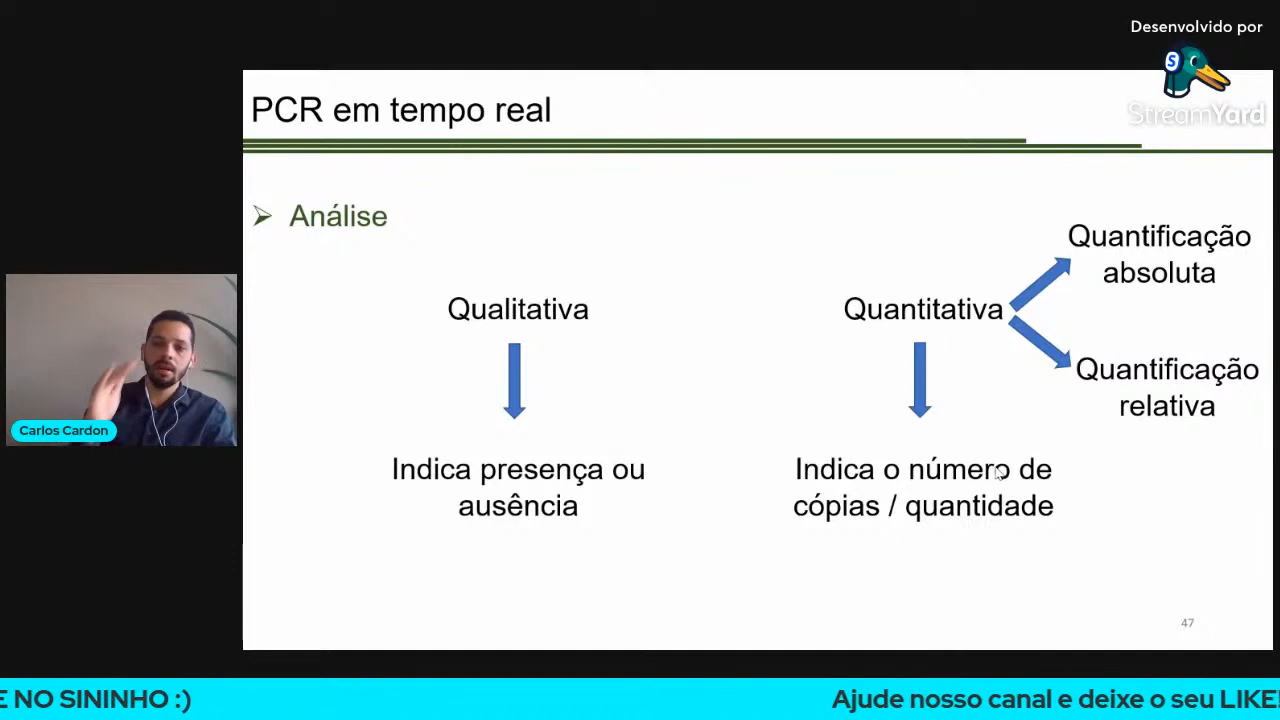 Desenvolvido por
S
StreamYard
PCR em tempo real
Análise
Qualitativa
Indica presença ou
ausência
Quantitativa
Indica o número de
cópias / quantidade
Quantificação
absoluta
Quantificação
relativa
47
Carlos Cardon
E NO SININHO :)
Ajude nosso canal e deixe o seu LIKE!